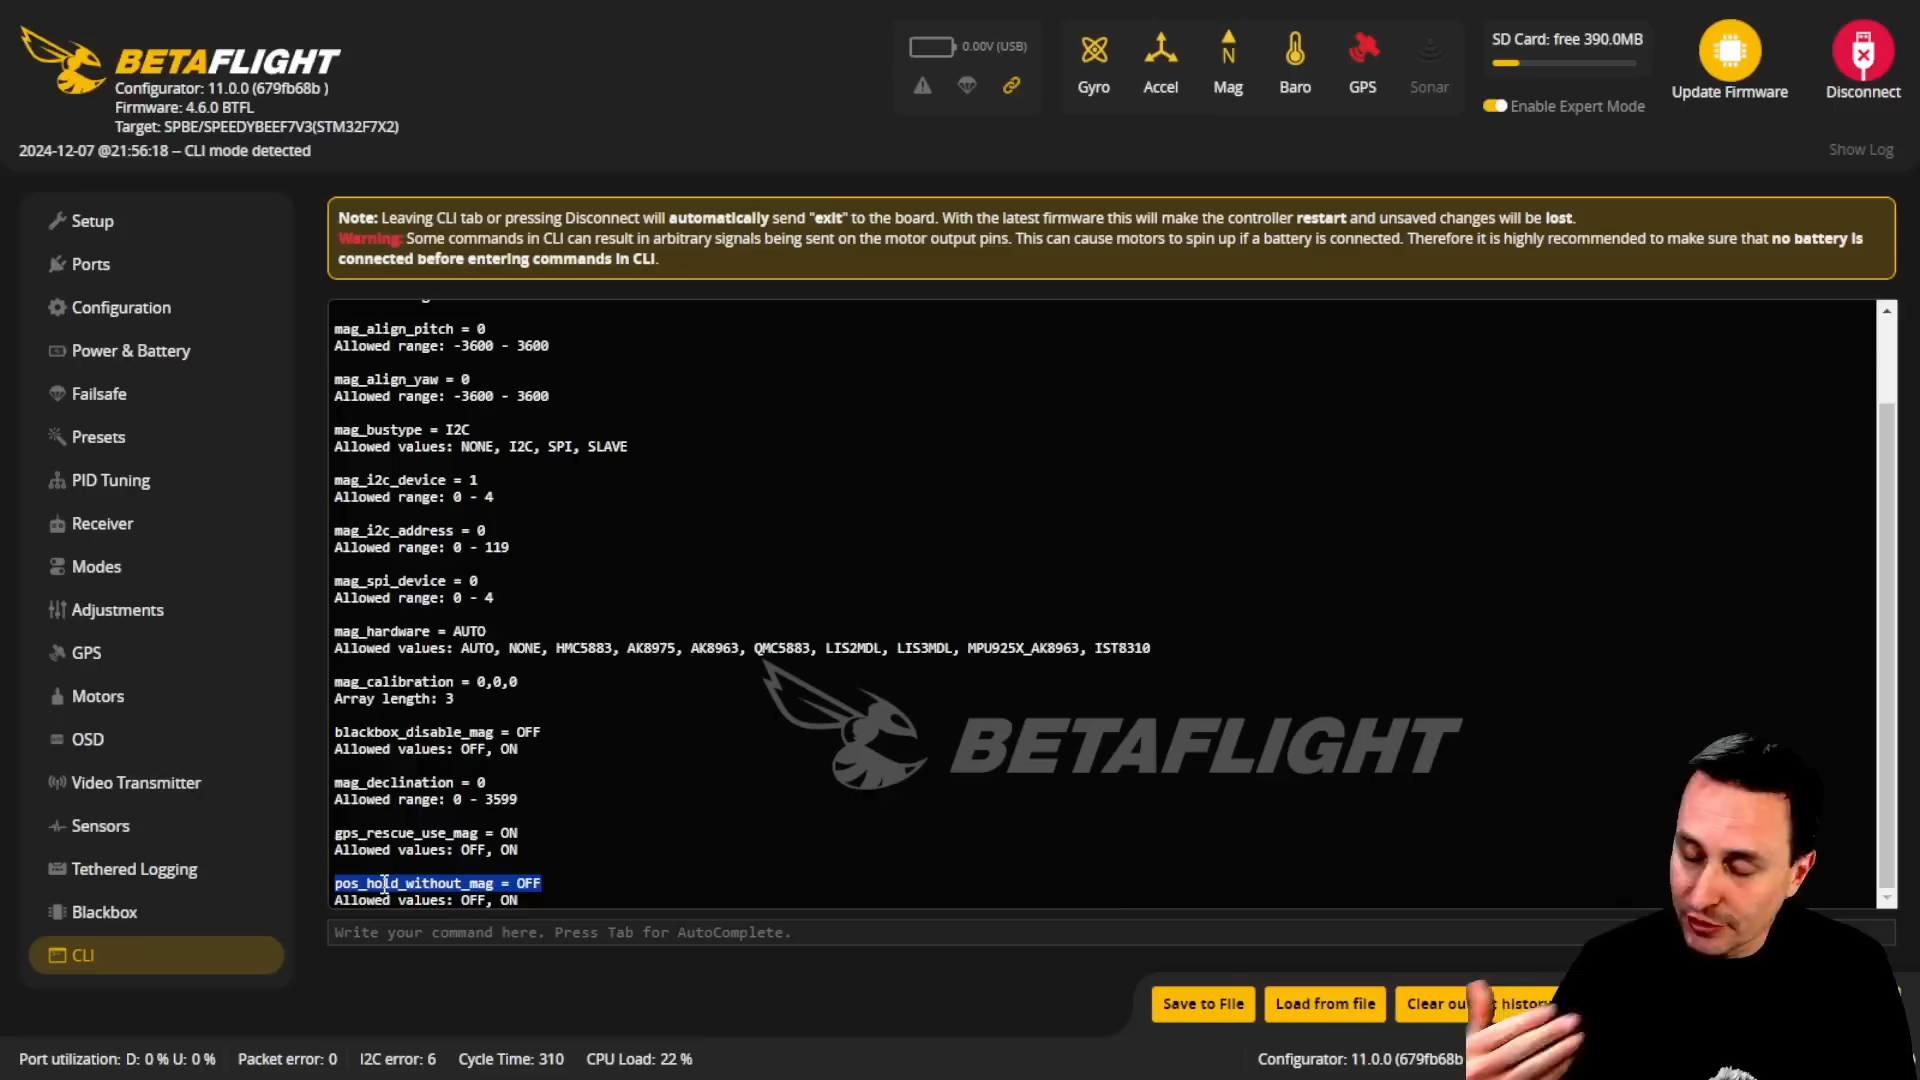 BETAFLIGHT
Configurator: 11.0.0 (679fb68b )
Firmware: 4.6.0 BTFL
Target: SPBE/SPEEDYBEEF7V3(STM32F7X2)
0.00V (USB)
Gyro
Accel
Mag
Baro
GPS
Sonar
SD Card: free 390.0MB
Enable Expert Mode
Update Firmware
Disconnect
2024-12-07 @21:56:18 -- CLI mode detected
Show Log
Setup
Ports
Configuration
Power & Battery
Failsafe
Presets
PID Tuning
Receiver
Modes
Adjustments
GPS
Motors
OSD
Video Transmitter
Sensors
Tethered Logging
Blackbox
CLI
Note: Leaving CLI tab or pressing Disconnect will automatically send "exit" to the board. With the latest firmware this will make the controller restart and unsaved changes will be lost.
Warning: Some commands in CLI can result in arbitrary signals being sent on the motor output pins. This can cause motors to spin up if a battery is connected. Therefore it is highly recommended to make sure that no battery is
connected before entering commands in CLI.
mag_align_pitch = 0
Allowed range: -3600 - 3600
mag_align_yaw = 0
Allowed range: -3600 - 3600
mag_bustype = I2C
Allowed values: NONE, I2C, SPI, SLAVE
mag_i2c_device = 1
Allowed range: 0 - 4
mag_i2c_address = 0
Allowed range: 0 - 119
mag_spi_device = 0
Allowed range: 0 - 4
mag_hardware = AUTO
Allowed values: AUTO, NONE, HMC5883, AK8975, AK8963, QMC5883, LIS2MDL, LIS3MDL, MPU925X_AK8963, IST8310
mag_calibration = 0,0,0
Array length: 3
blackbox_disable_mag = OFF
Allowed values: OFF, ON
mag_declination = 0
Allowed range: 0 - 3599
gps_rescue_use_mag = ON
Allowed values: OFF, ON
pos_hold_without_mag = OFF
Allowed values: OFF, ON
BETAFLIGHT
Write your command here. Press Tab for AutoComplete.
Save to File
Load from file
Clear output history
Port utilization: D: 0 % U: 0 %
Packet error: 0
I2C error: 6
Cycle Time: 310
CPU Load: 22 %
Configurator: 11.0.0 (679fb68b